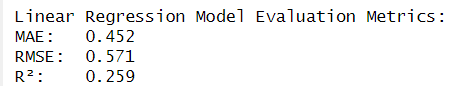 Linear Regression Model Evaluation Metrics:
MAE:   0.452
RMSE:  0.571
R²:    0.259